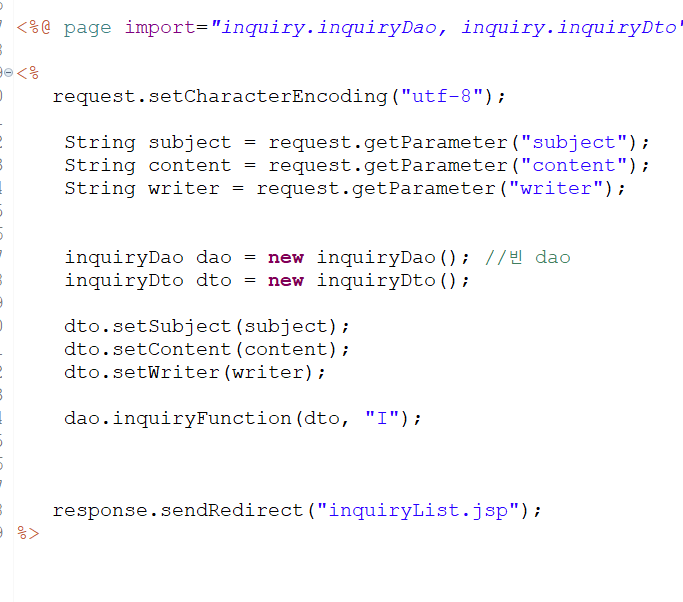 <%@ page import="inquiry.inquiryDao, inquiry.inquiryDto"
<%
request.setCharacterEncoding("utf-8");
String subject = request.getParameter("subject");
String content = request.getParameter("content");
String writer = request.getParameter("writer");
inquiryDao dao = new inquiryDao(); //빈 dao
inquiryDto dto = new inquiryDto();
dto.setSubject(subject);
dto.setContent(content);
dto.setWriter(writer);
dao.inquiryFunction(dto, "I");
response.sendRedirect("inquiryList.jsp");
%>